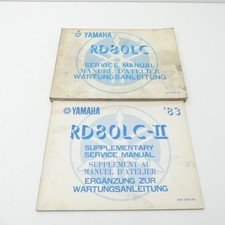 YAMAHA
RD80LC
SERVICE MANUAL
MANUEL D'ATELIER
WARTUNGSANLEITUNG
YAMAHA
'83
RD80LC-II
SUPPLEMENTARY
SERVICE MANUAL
SUPPLEMENT AU
MANUEL D'ATELIER
ERGÄNZUNG ZUR
WARTUNGSANLEITUNG